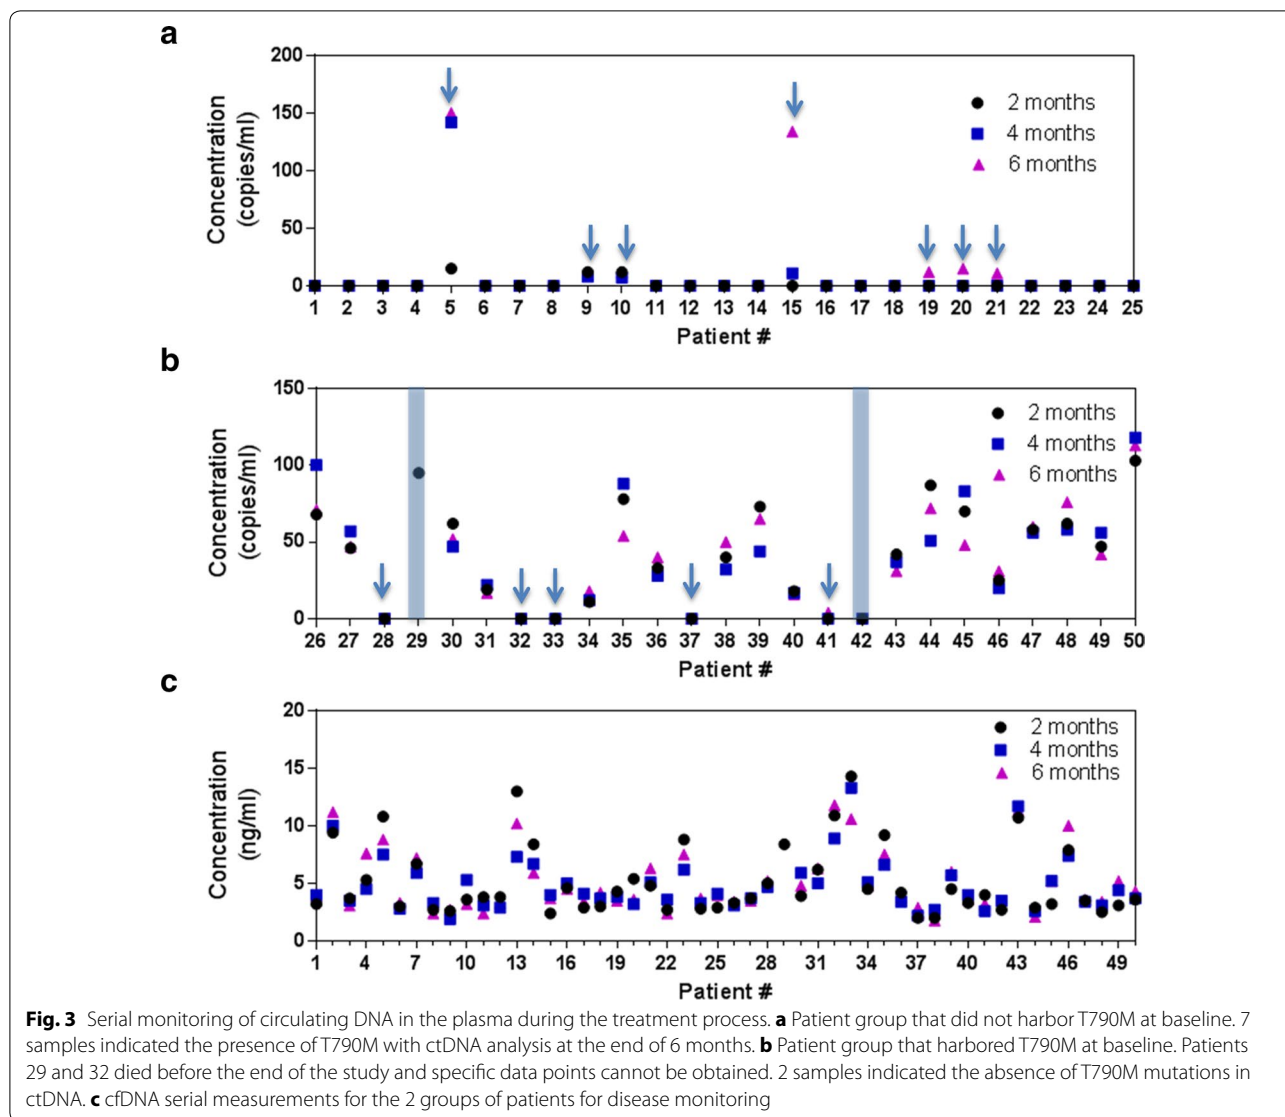 a
200
150
100
50
0
Concentration
(copies/ml)
2 months
4 months
6 months
1 2 3 4 5 6 7 8 9 10 11 12 13 14 15 16 17 18 19 20 21 22 23 24 25
Patient #
b
150
100
50
0
Concentration
(copies/ml)
2 months
4 months
6 months
26 27 28 29 30 31 32 33 34 35 36 37 38 39 40 41 42 43 44 45 46 47 48 49 50
Patient #
c
20
15
10
5
0
Concentration
(ng/ml)
2 months
4 months
6 months
1 4 7 10 13 16 19 22 25 28 31 34 37 40 43 46 49
Patient #
Fig. 3 Serial monitoring of circulating DNA in the plasma during the treatment process. a Patient group that did not harbor T790M at baseline. 7
samples indicated the presence of T790M with ctDNA analysis at the end of 6 months. b Patient group that harbored T790M at baseline. Patients
29 and 32 died before the end of the study and specific data points cannot be obtained. 2 samples indicated the absence of T790M mutations in
ctDNA. c cfDNA serial measurements for the 2 groups of patients for disease monitoring